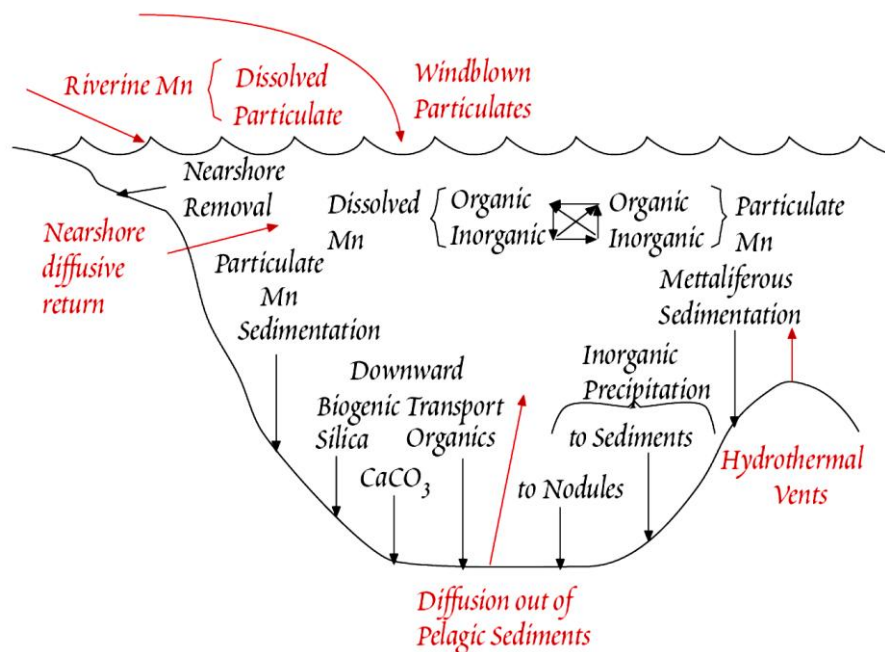 Riverine Mn { Dissolved
Particulate
Windblown
Particulates
Nearshore
Removal
Nearshore
diffusive
return
Dissolved
Mn
{ Organic
Inorganic
Organic
Inorganic }
Particulate
Mn
Particulate
Mn
Sedimentation
Mettaliferous
Sedimentation
Downward
Biogenic Transport
Silica Organics
CaCO3
Inorganic
Precipitation
to Sediments
to Nodules
Hydrothermal
Vents
Diffusion out of
Pelagic Sediments